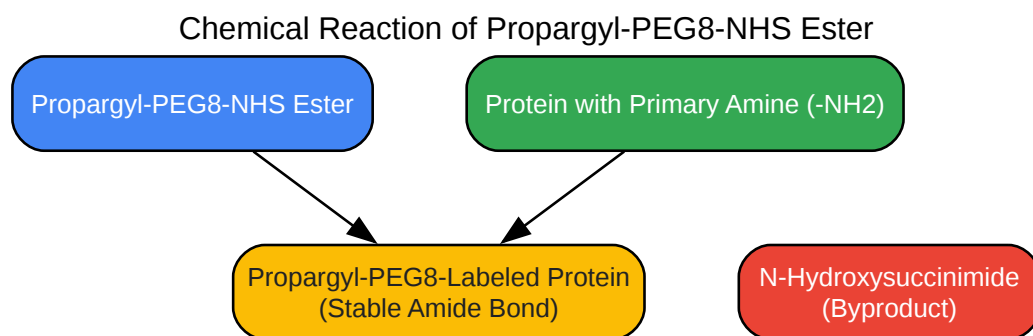 Chemical Reaction of Propargyl-PEG8-NHS Ester
Propargyl-PEG8-NHS Ester
Protein with Primary Amine (-NH2)
Propargyl-PEG8-Labeled Protein
(Stable Amide Bond)
N-Hydroxysuccinimide
(Byproduct)